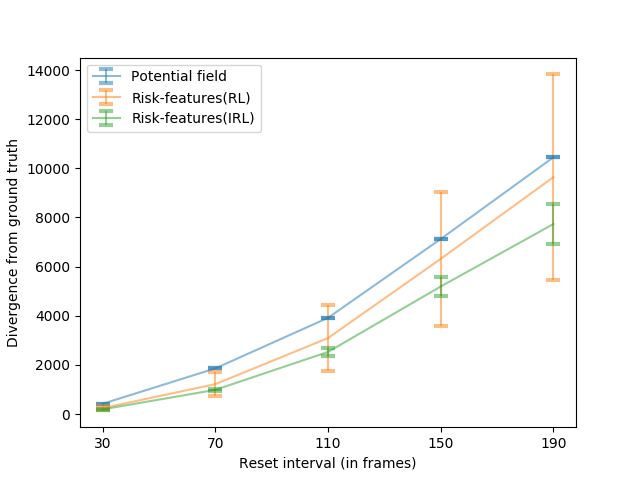 Potential field
Risk-features(RL)
Risk-features(IRL)
14000
12000
10000
8000
6000
4000
2000
0
Divergence from ground truth
30 70 110 150 190
Reset interval (in frames)